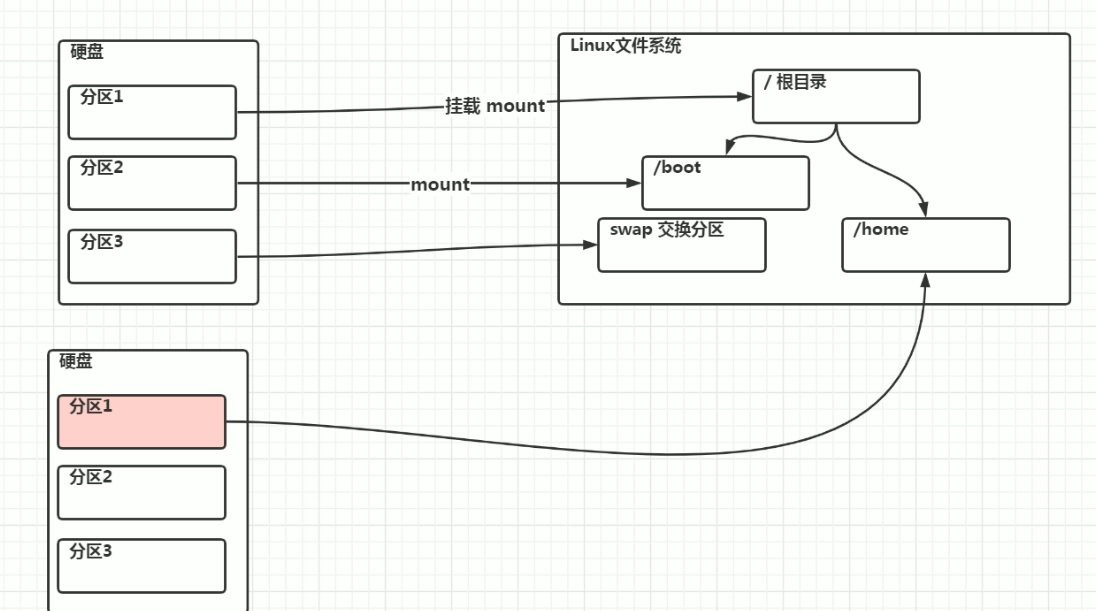 硬盘
分区1
分区2
分区3
挂载 mount
mount
Linux文件系统
/ 根目录
/boot
swap 交换分区
/home
硬盘
分区1
分区2
分区3